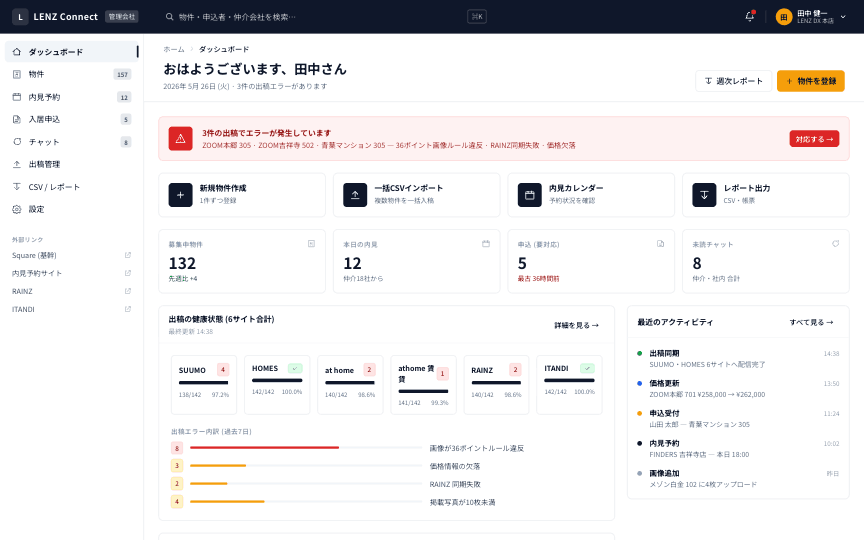 L LENZ Connect 管理会社
物件・申込者・仲介会社を検索…
⌘K
田 田中 健一
LENZ DX 本店
ダッシュボード
物件 157
内見予約 12
入居申込 5
チャット 8
出稿管理
CSV / レポート
設定
外部リンク
Square (基幹)
内見予約サイト
RAINZ
ITANDI
ホーム > ダッシュボード
おはようございます、田中さん
2026年 5月 26日 (火) · 3件の出稿エラーがあります
週次レポート
+ 物件を登録
3件の出稿でエラーが発生しています
ZOOM本郷 305 · ZOOM吉祥寺 502 · 青葉マンション 305 — 36ポイント画像ルール違反 · RAINZ同期失敗 · 価格欠落
対応する →
新規物件作成
1件ずつ登録
一括CSVインポート
複数物件を一括入稿
内見カレンダー
予約状況を確認
レポート出力
CSV・帳票
募集中物件
132
先週比 +4
本日の内見
12
仲介18社から
申込 (要対応)
5
最古 36時間前
未読チャット
8
仲介・社内 合計
出稿の健康状態 (6サイト合計)
最終更新 14:38
詳細を見る →
SUUMO 4
138/142 97.2%
HOMES ✓
142/142 100.0%
at home 2
140/142 98.6%
athome 賃貸 1
141/142 99.3%
RAINZ 2
140/142 98.6%
ITANDI ✓
142/142 100.0%
出稿エラー内訳 (過去7日)
8 画像が36ポイントルール違反
3 価格情報の欠落
2 RAINZ 同期失敗
4 掲載写真が10枚未満
最近のアクティビティ
すべて見る →
出稿同期 14:38
SUUMO・HOMES 6サイトへ配信完了
価格更新 13:50
ZOOM本郷 701 ¥258,000 → ¥262,000
申込受付 11:24
山田 太郎 — 青葉マンション 305
内見予約 10:02
FINDERS 吉祥寺店 — 本日 18:00
画像追加 昨日
メゾン白金 102 に4枚アップロード